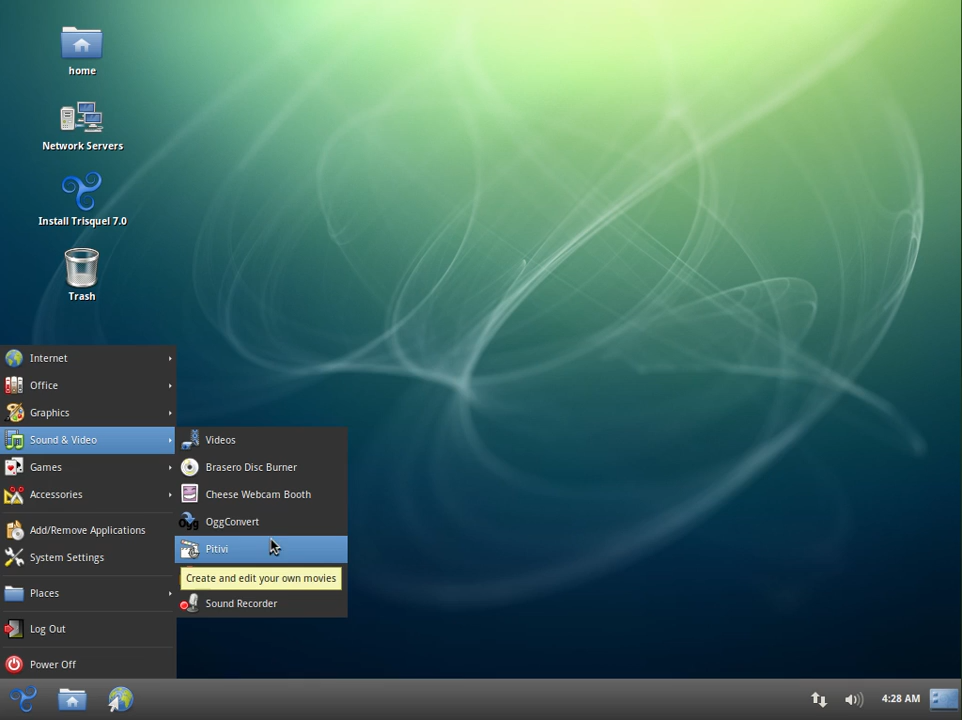 home
Network Servers
Install Trisquel 7.0
Trash
Internet
Office
Graphics
Sound & Video
Games
Accessories
Add/Remove Applications
System Settings
Places
Log Out
Power Off
Videos
Brasero Disc Burner
Cheese Webcam Booth
OggConvert
Pitivi
Create and edit your own movies
Sound Recorder
4:28 AM